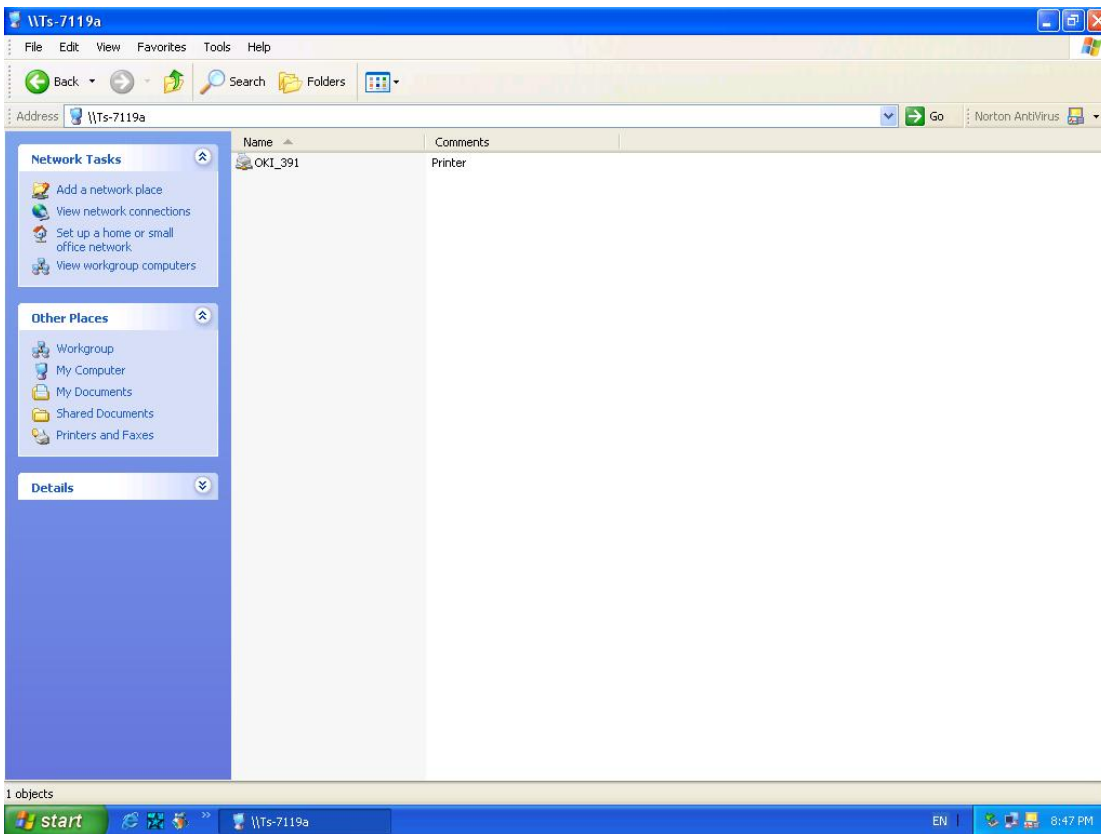 \\Ts-7119a
File Edit View Favorites Tools Help
Back Search Folders
Address \\Ts-7119a Go Norton AntiVirus
Name Comments
Network Tasks
OKI_391 Printer
Add a network place
View network connections
Set up a home or small
office network
View workgroup computers
Other Places
Workgroup
My Computer
My Documents
Shared Documents
Printers and Faxes
Details
1 objects
start \\Ts-7119a EN 8:47 PM